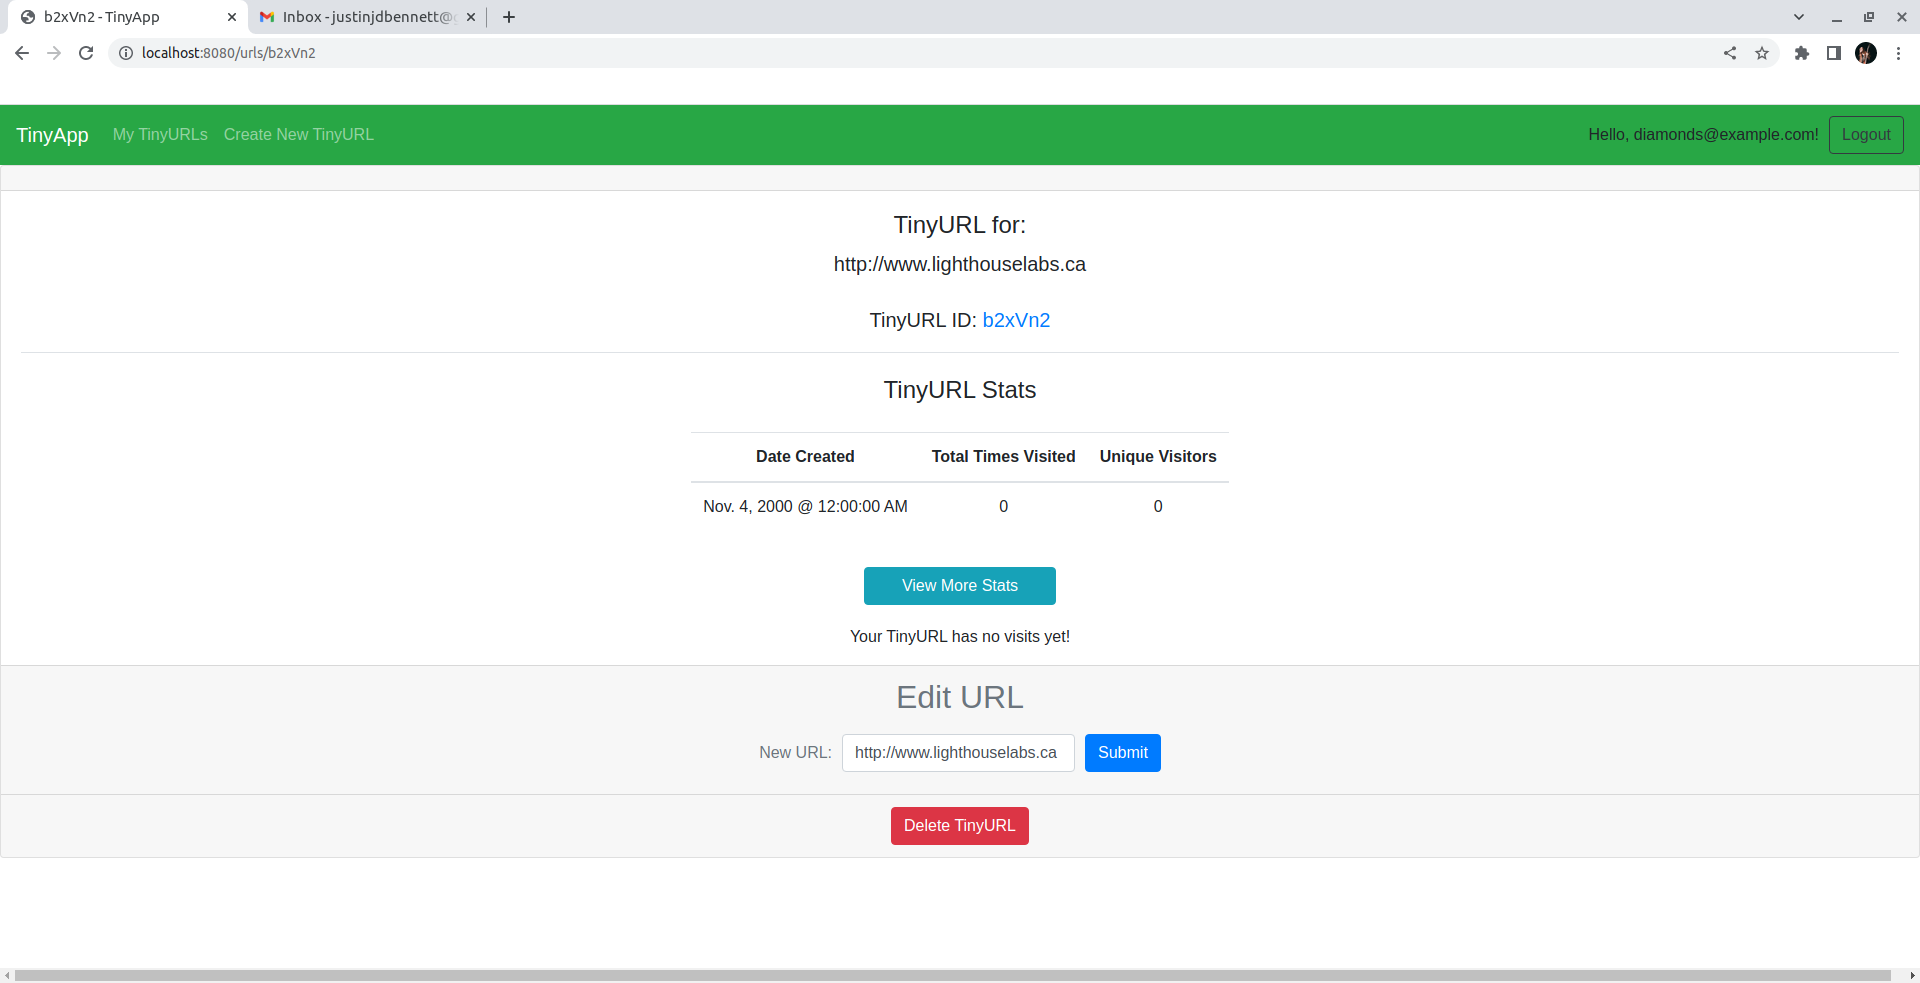 b2xVn2 - TinyApp
Inbox - justinjdbennett@
localhost:8080/urls/b2xVn2
TinyApp My TinyURLs Create New TinyURL Hello, diamonds@example.com! Logout
TinyURL for:
http://www.lighthouselabs.ca
TinyURL ID: b2xVn2
TinyURL Stats
Date Created Total Times Visited Unique Visitors
Nov. 4, 2000 @ 12:00:00 AM 0 0
View More Stats
Your TinyURL has no visits yet!
Edit URL
New URL: http://www.lighthouselabs.ca Submit
Delete TinyURL